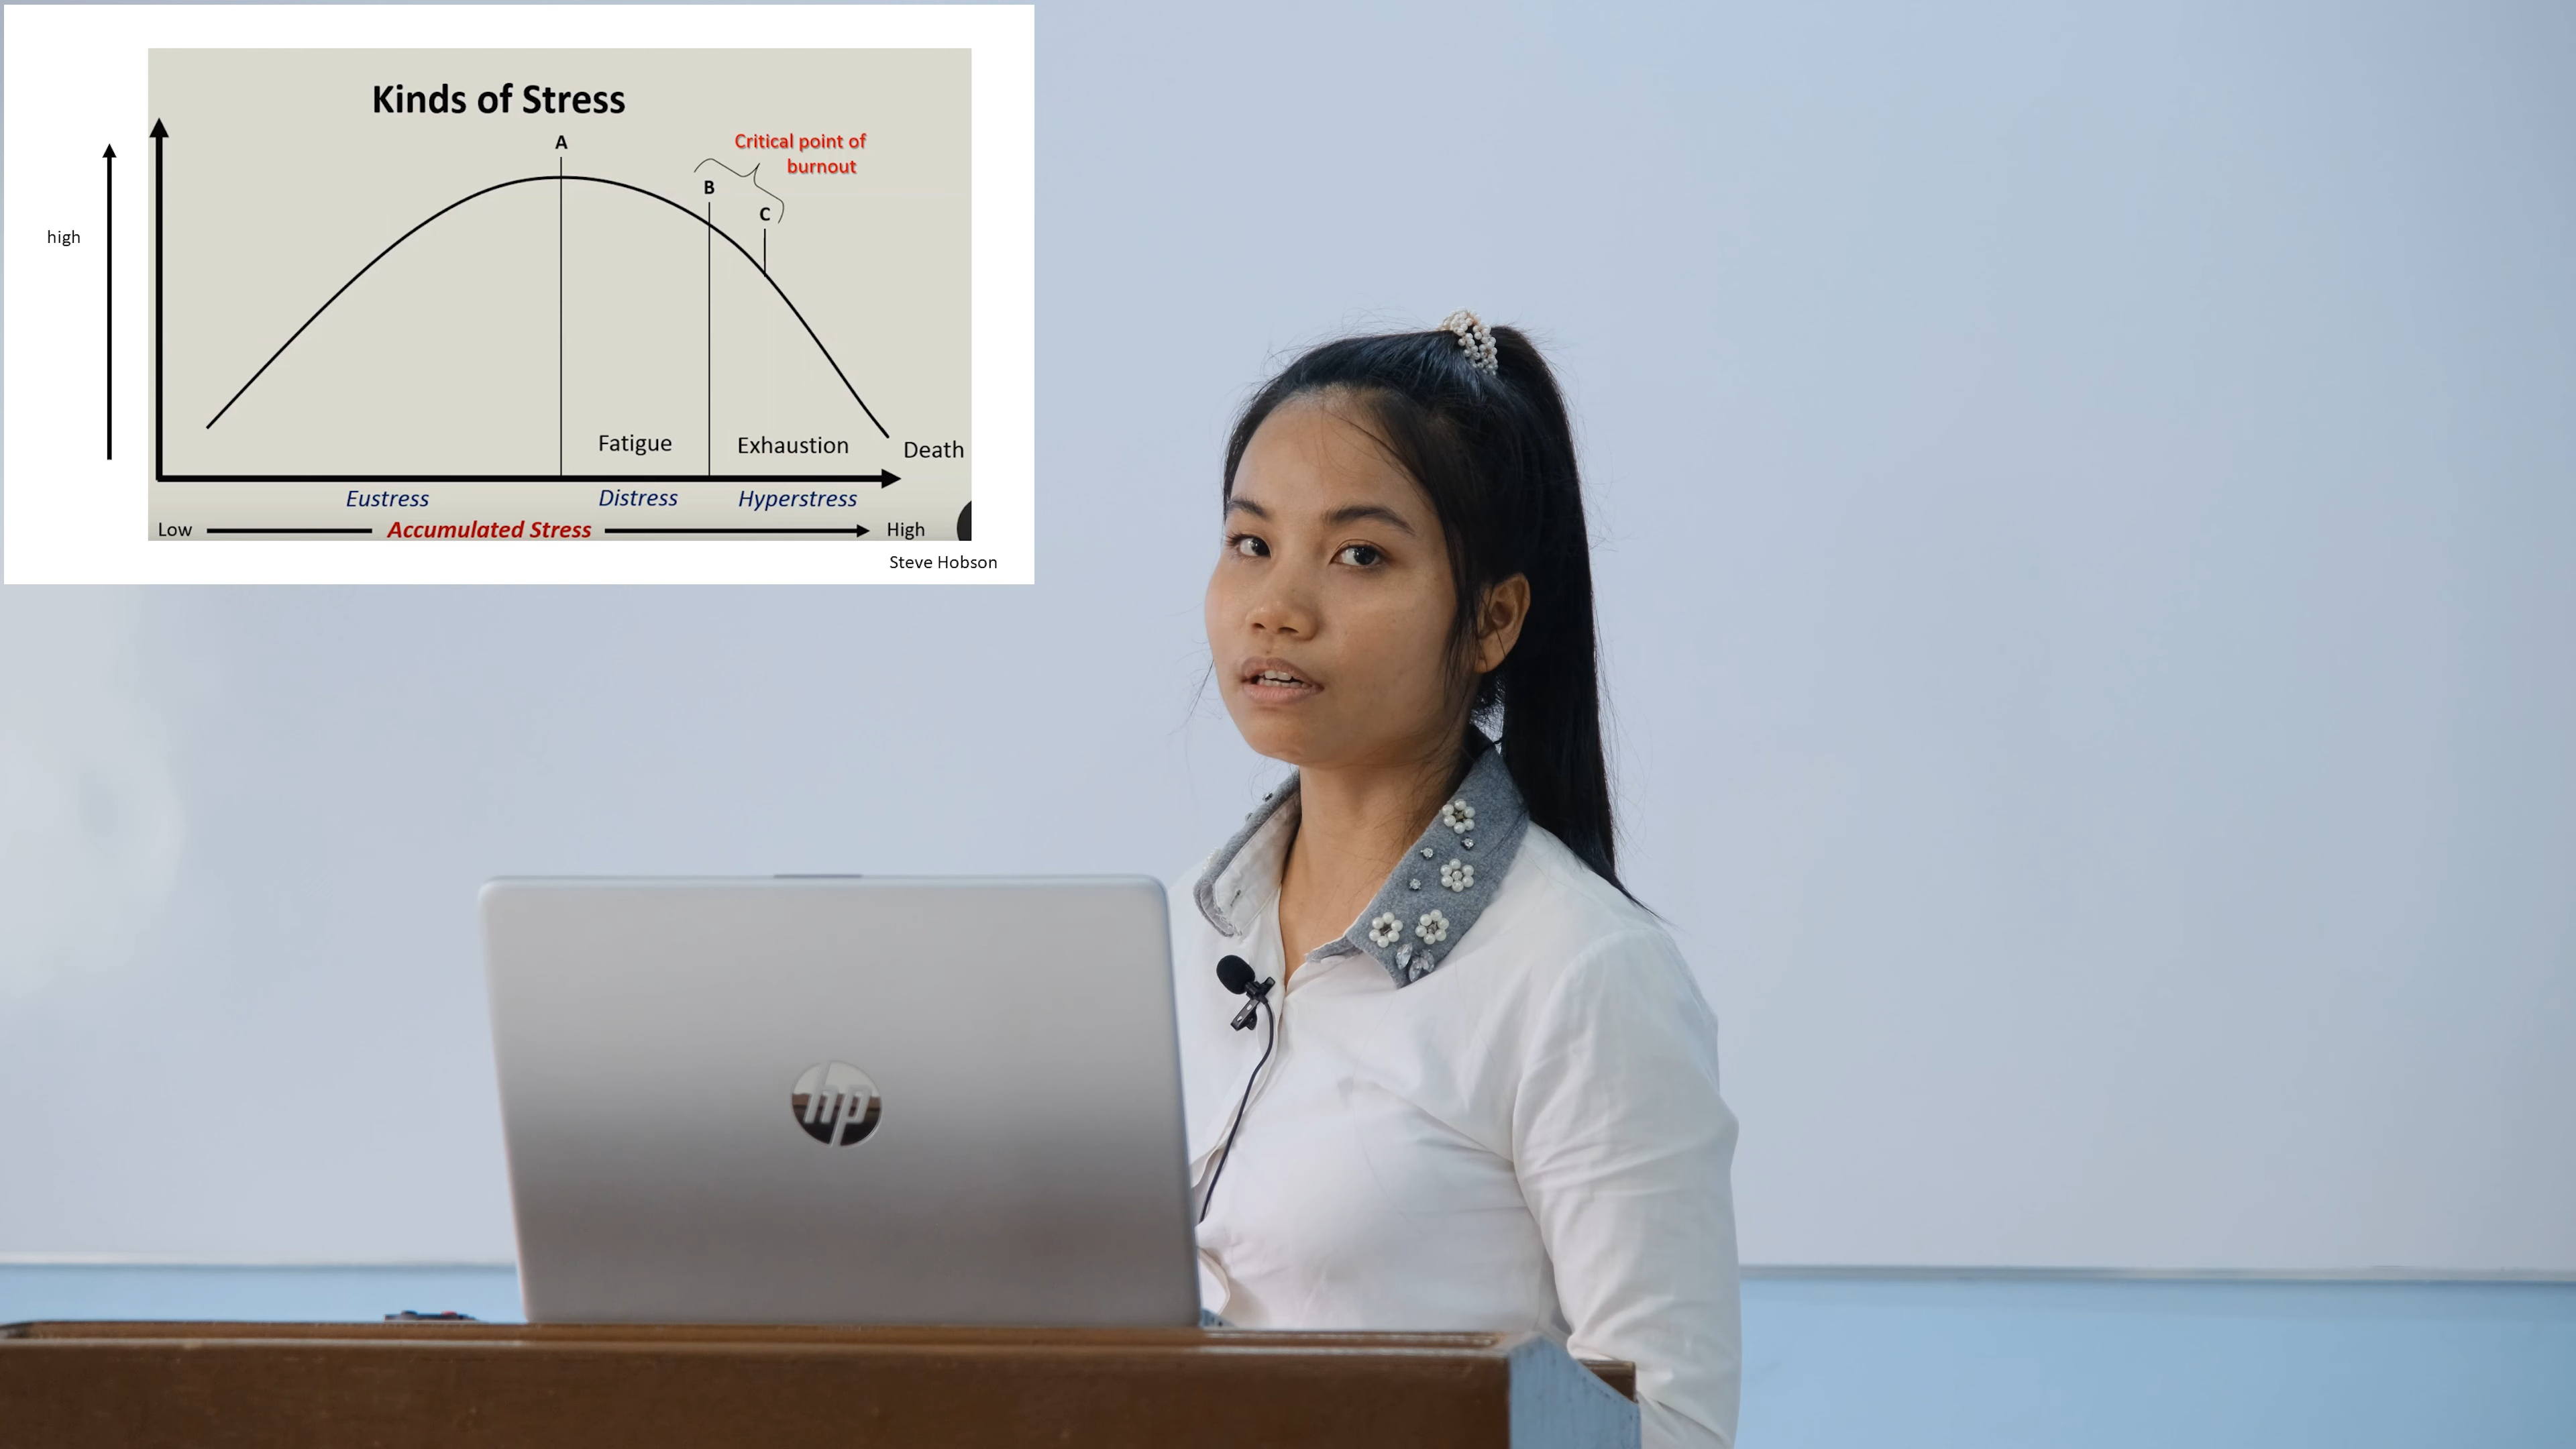 Kinds of Stress
A
Critical point of
burnout
B
C
high
Fatigue
Exhaustion
Death
Eustress
Distress
Hyperstress
Low
Accumulated Stress
High
Steve Hobson
hp